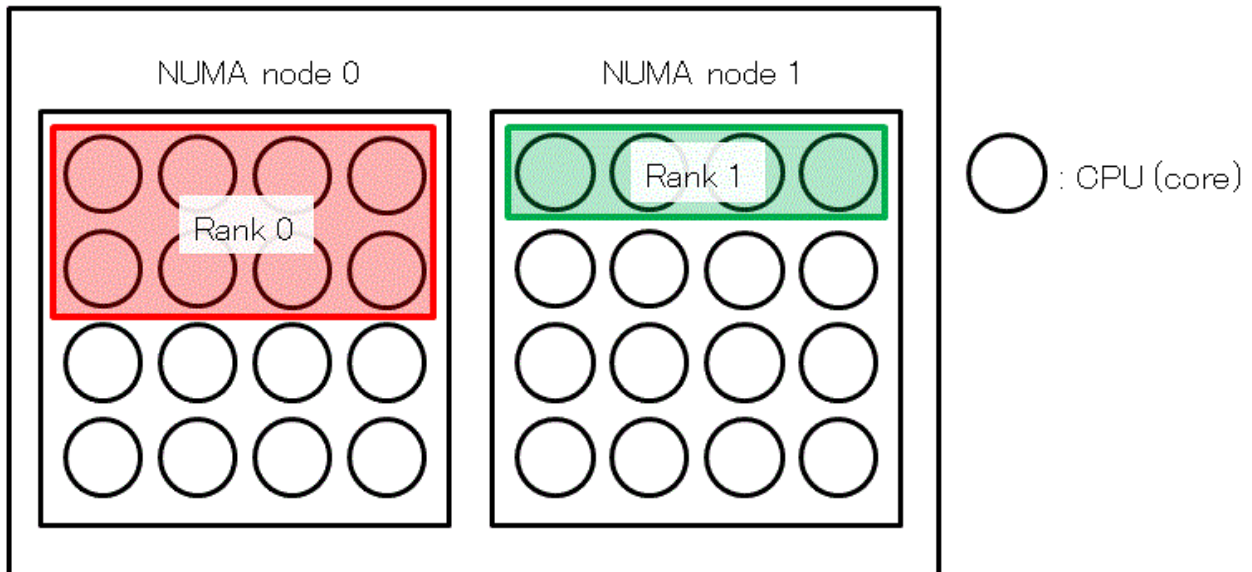 NUMA node 0
NUMA node 1
Rank 0
Rank 1
: CPU (core)